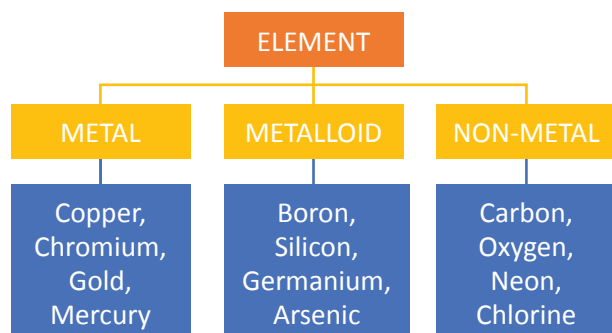 ELEMENT
METAL
METALLOID
NON-METAL
Copper,
Chromium,
Gold,
Mercury
Boron,
Silicon,
Germanium,
Arsenic
Carbon,
Oxygen,
Neon,
Chlorine